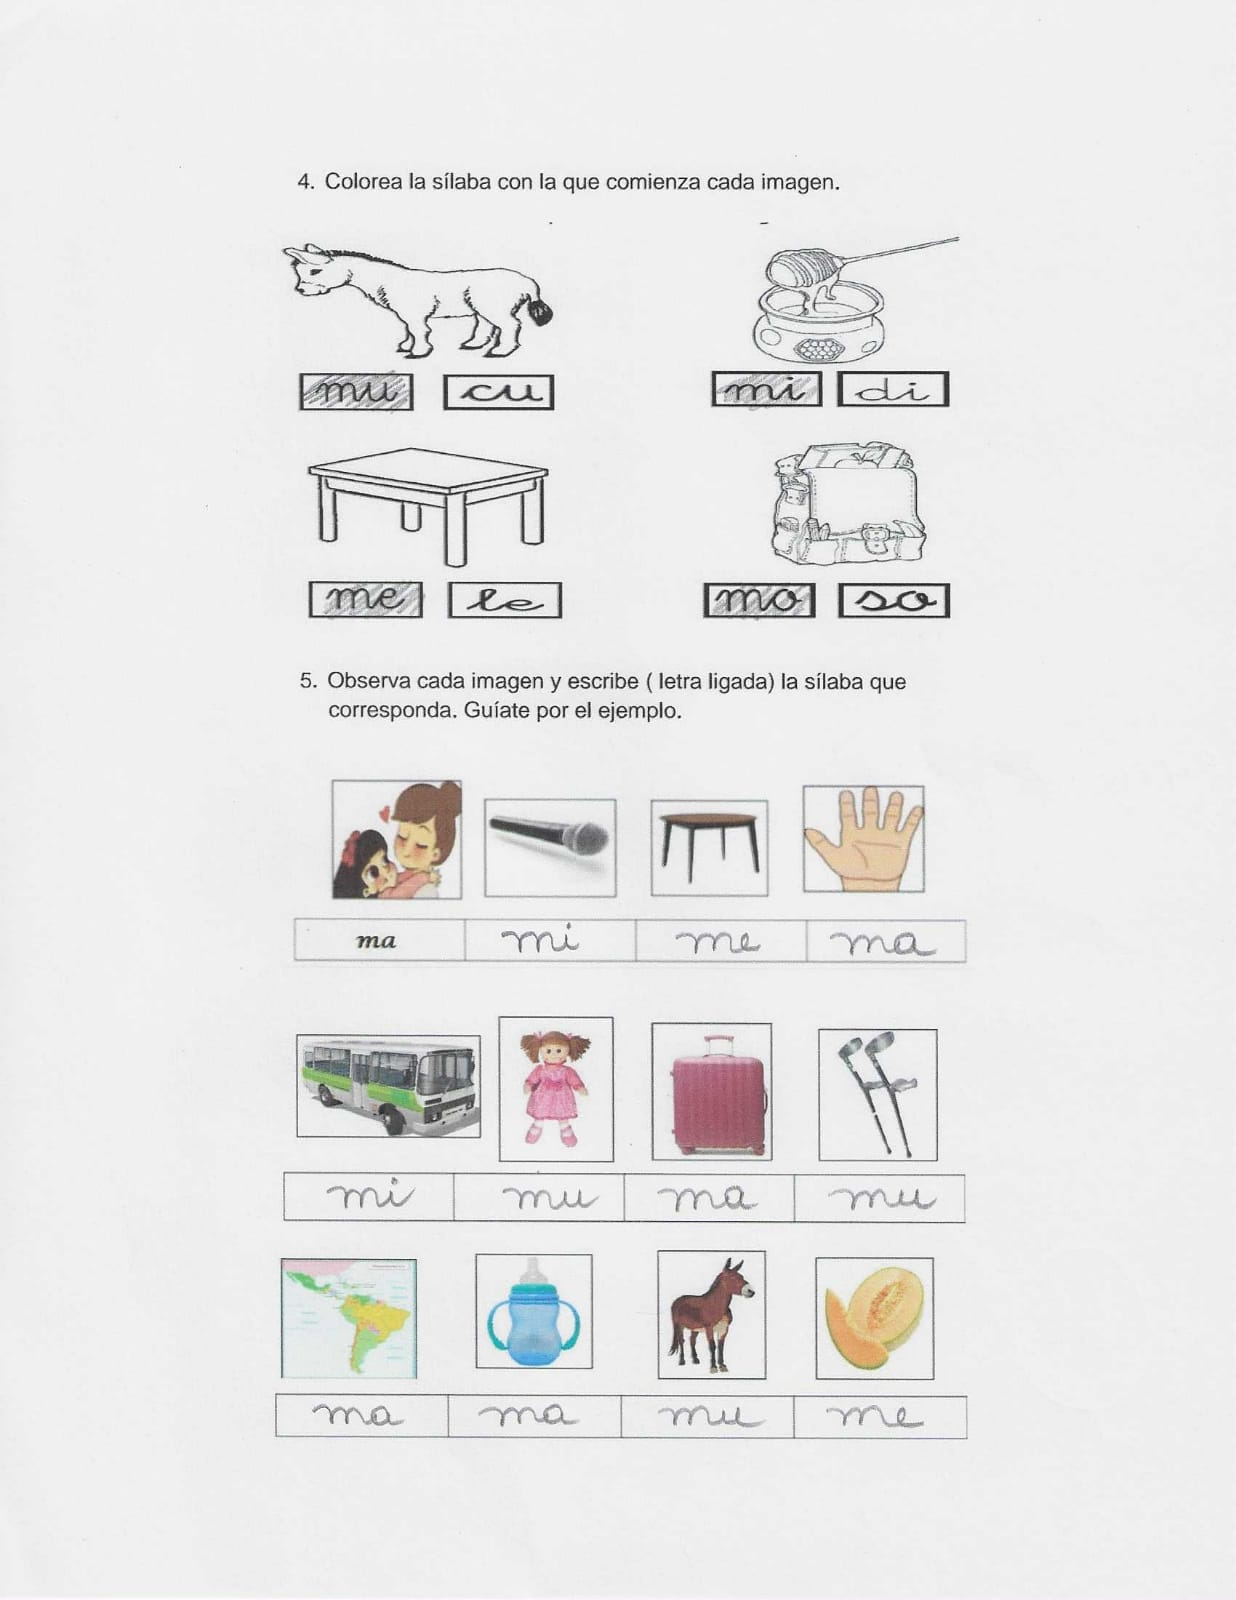 4. Colorea la sílaba con la que comienza cada imagen.
mu cu mi di
me le mo so
5. Observa cada imagen y escribe ( letra ligada) la sílaba que
corresponda. Guíate por el ejemplo.
ma mi me ma
mi mu ma mu
ma ma mu me